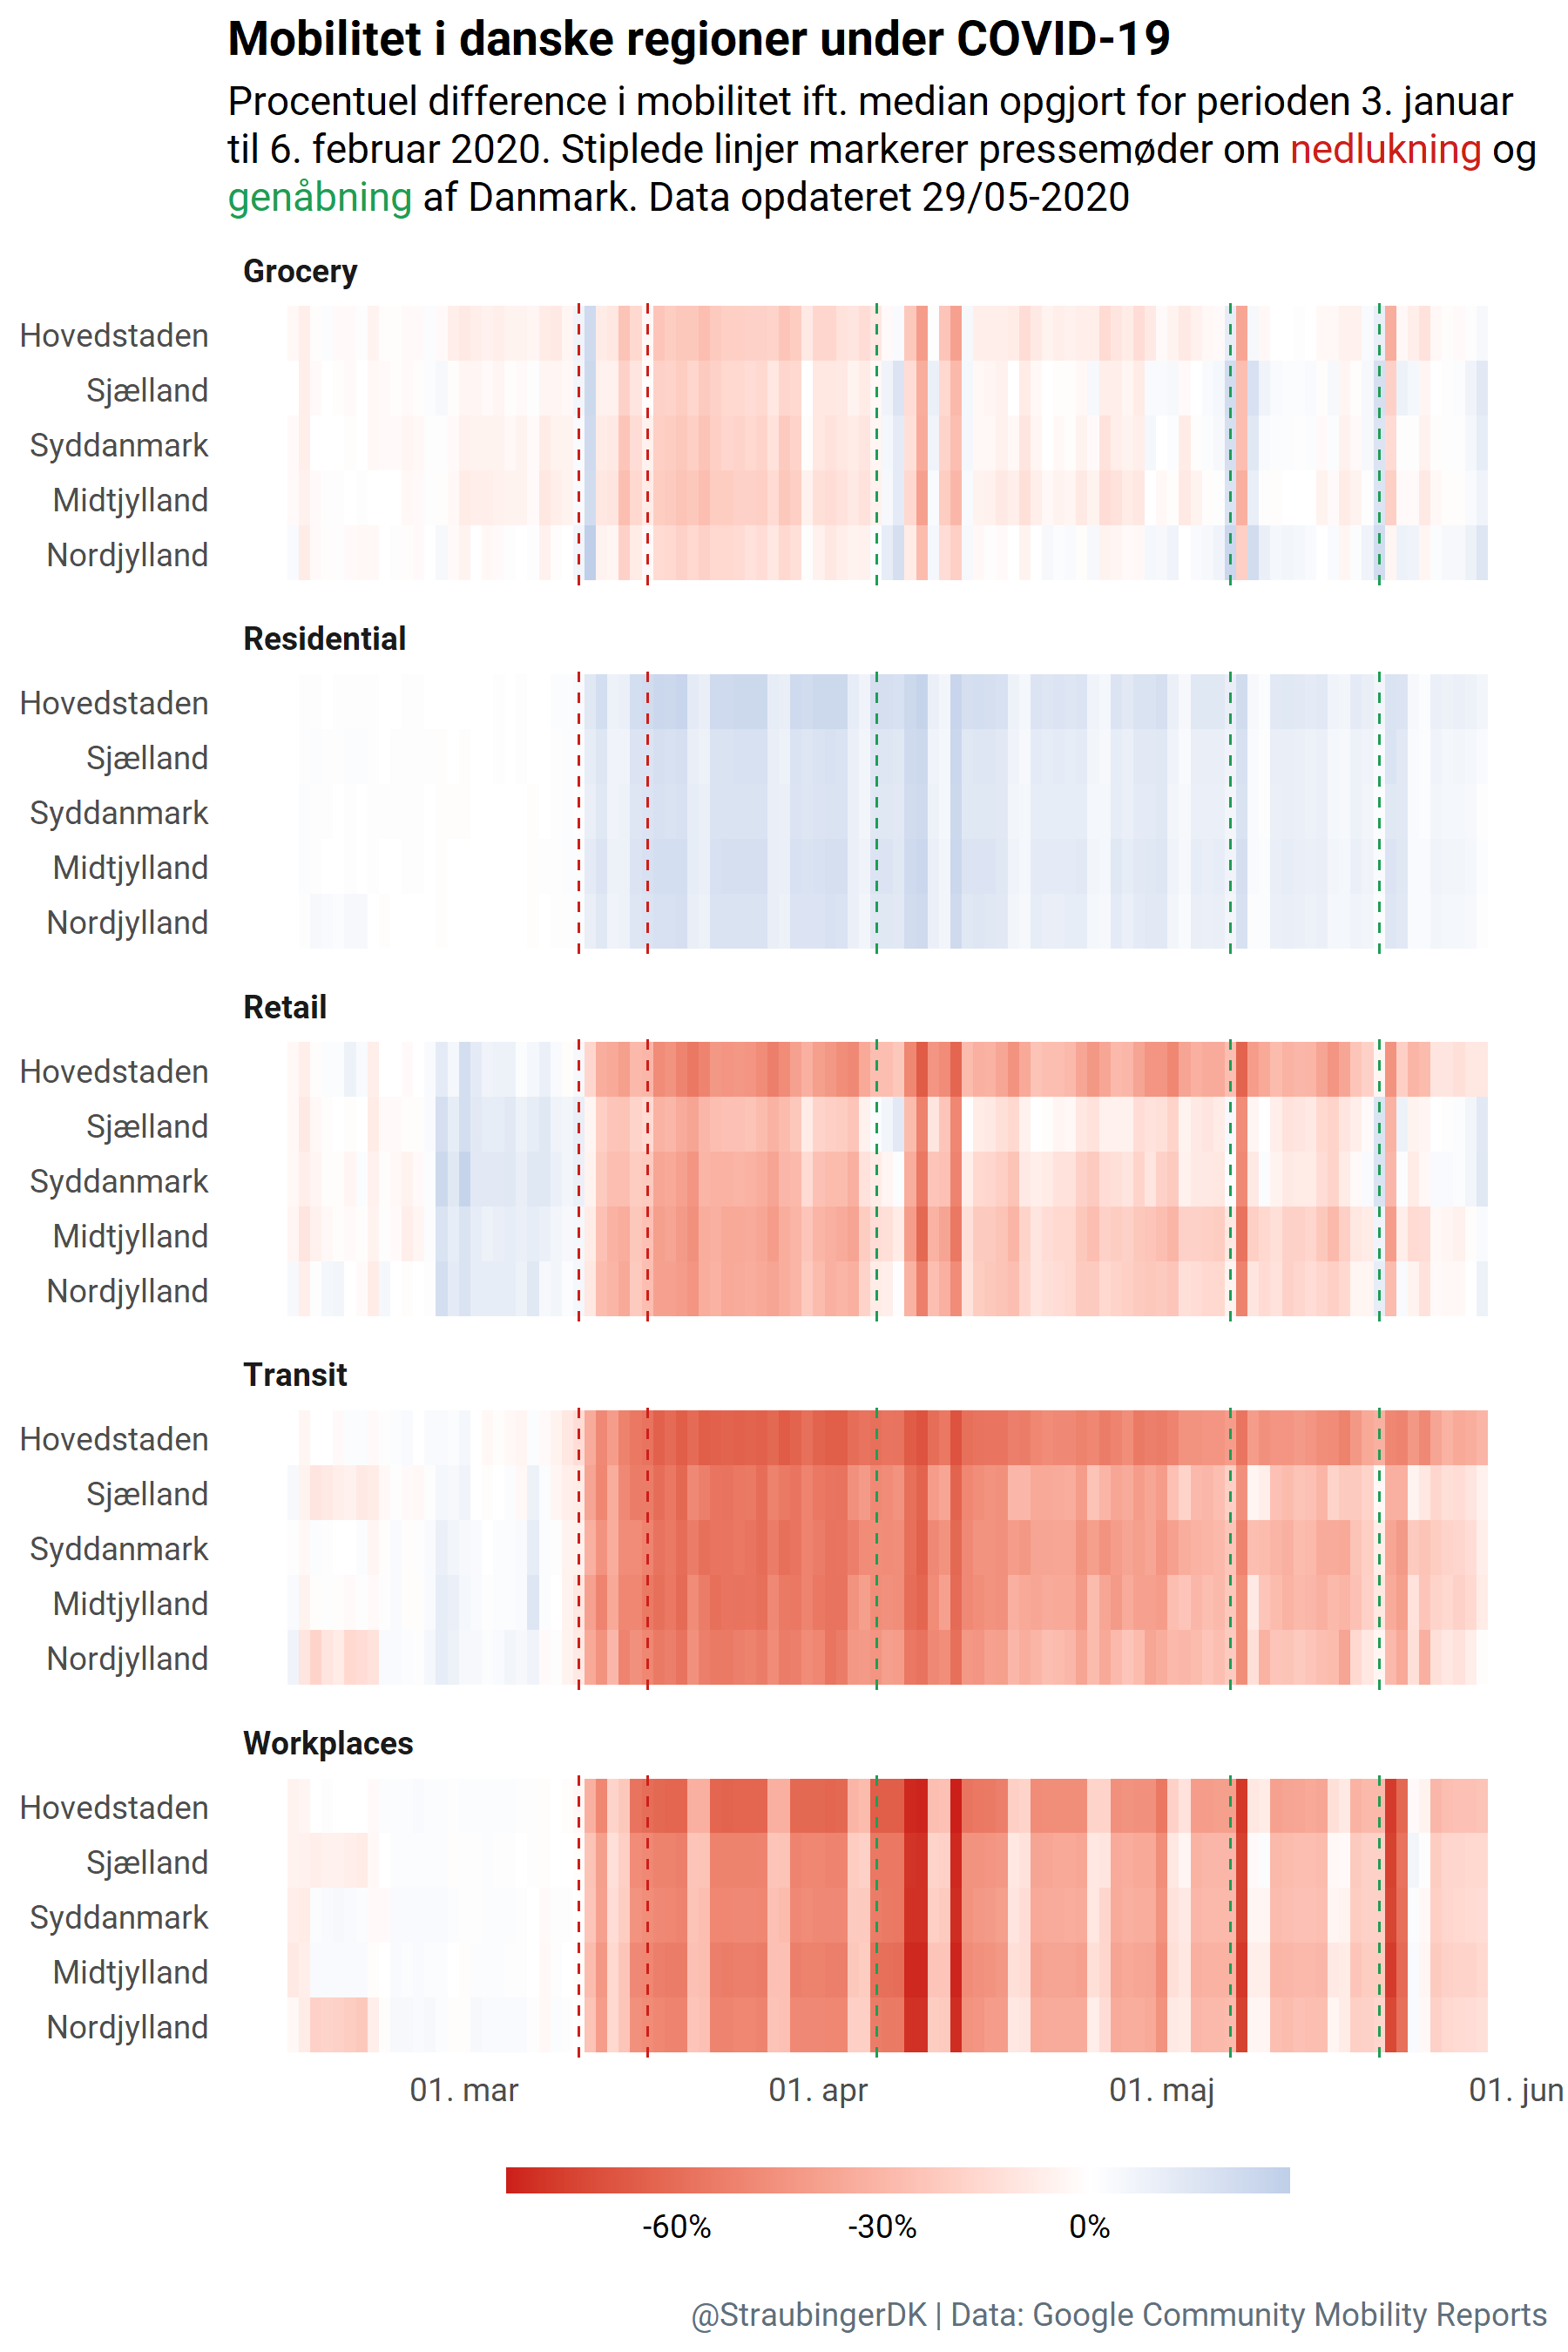 Mobilitet i danske regioner under COVID-19
Procentuel difference i mobilitet ift. median opgjort for perioden 3. januar
til 6. februar 2020. Stiplede linjer markerer pressemøder om nedlukning og
genåbning af Danmark. Data opdateret 29/05-2020
Grocery
Hovedstaden
Sjælland
Syddanmark
Midtjylland
Nordjylland
Residential
Hovedstaden
Sjælland
Syddanmark
Midtjylland
Nordjylland
Retail
Hovedstaden
Sjælland
Syddanmark
Midtjylland
Nordjylland
Transit
Hovedstaden
Sjælland
Syddanmark
Midtjylland
Nordjylland
Workplaces
Hovedstaden
Sjælland
Syddanmark
Midtjylland
Nordjylland
01. mar 01. apr 01. maj 01. jun
-60% -30% 0%
@StraubingerDK | Data: Google Community Mobility Reports